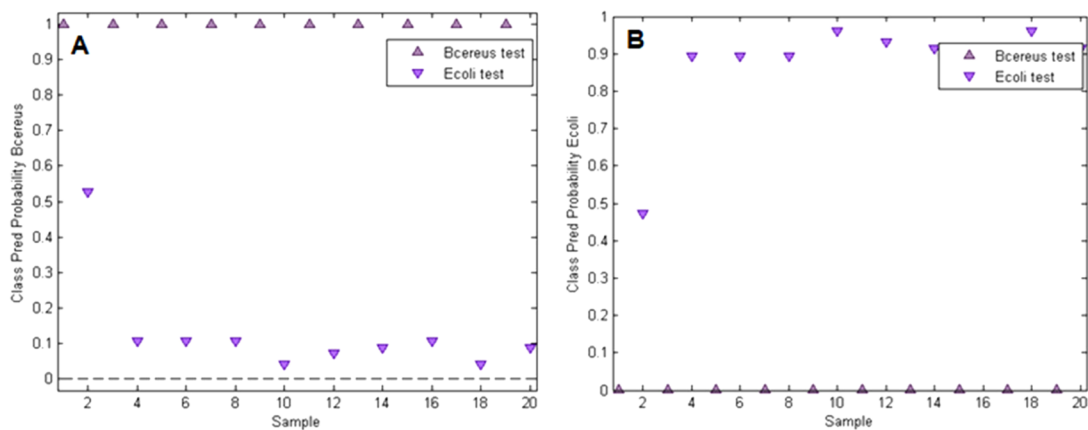 A
Bcereus test
Ecoli test
Class Pred Probability Bcereus
1
0.9
0.8
0.7
0.6
0.5
0.4
0.3
0.2
0.1
0
2 4 6 8 10 12 14 16 18 20
Sample
B
Bcereus test
Ecoli test
Class Pred Probability Ecoli
1
0.9
0.8
0.7
0.6
0.5
0.4
0.3
0.2
0.1
0
2 4 6 8 10 12 14 16 18 20
Sample